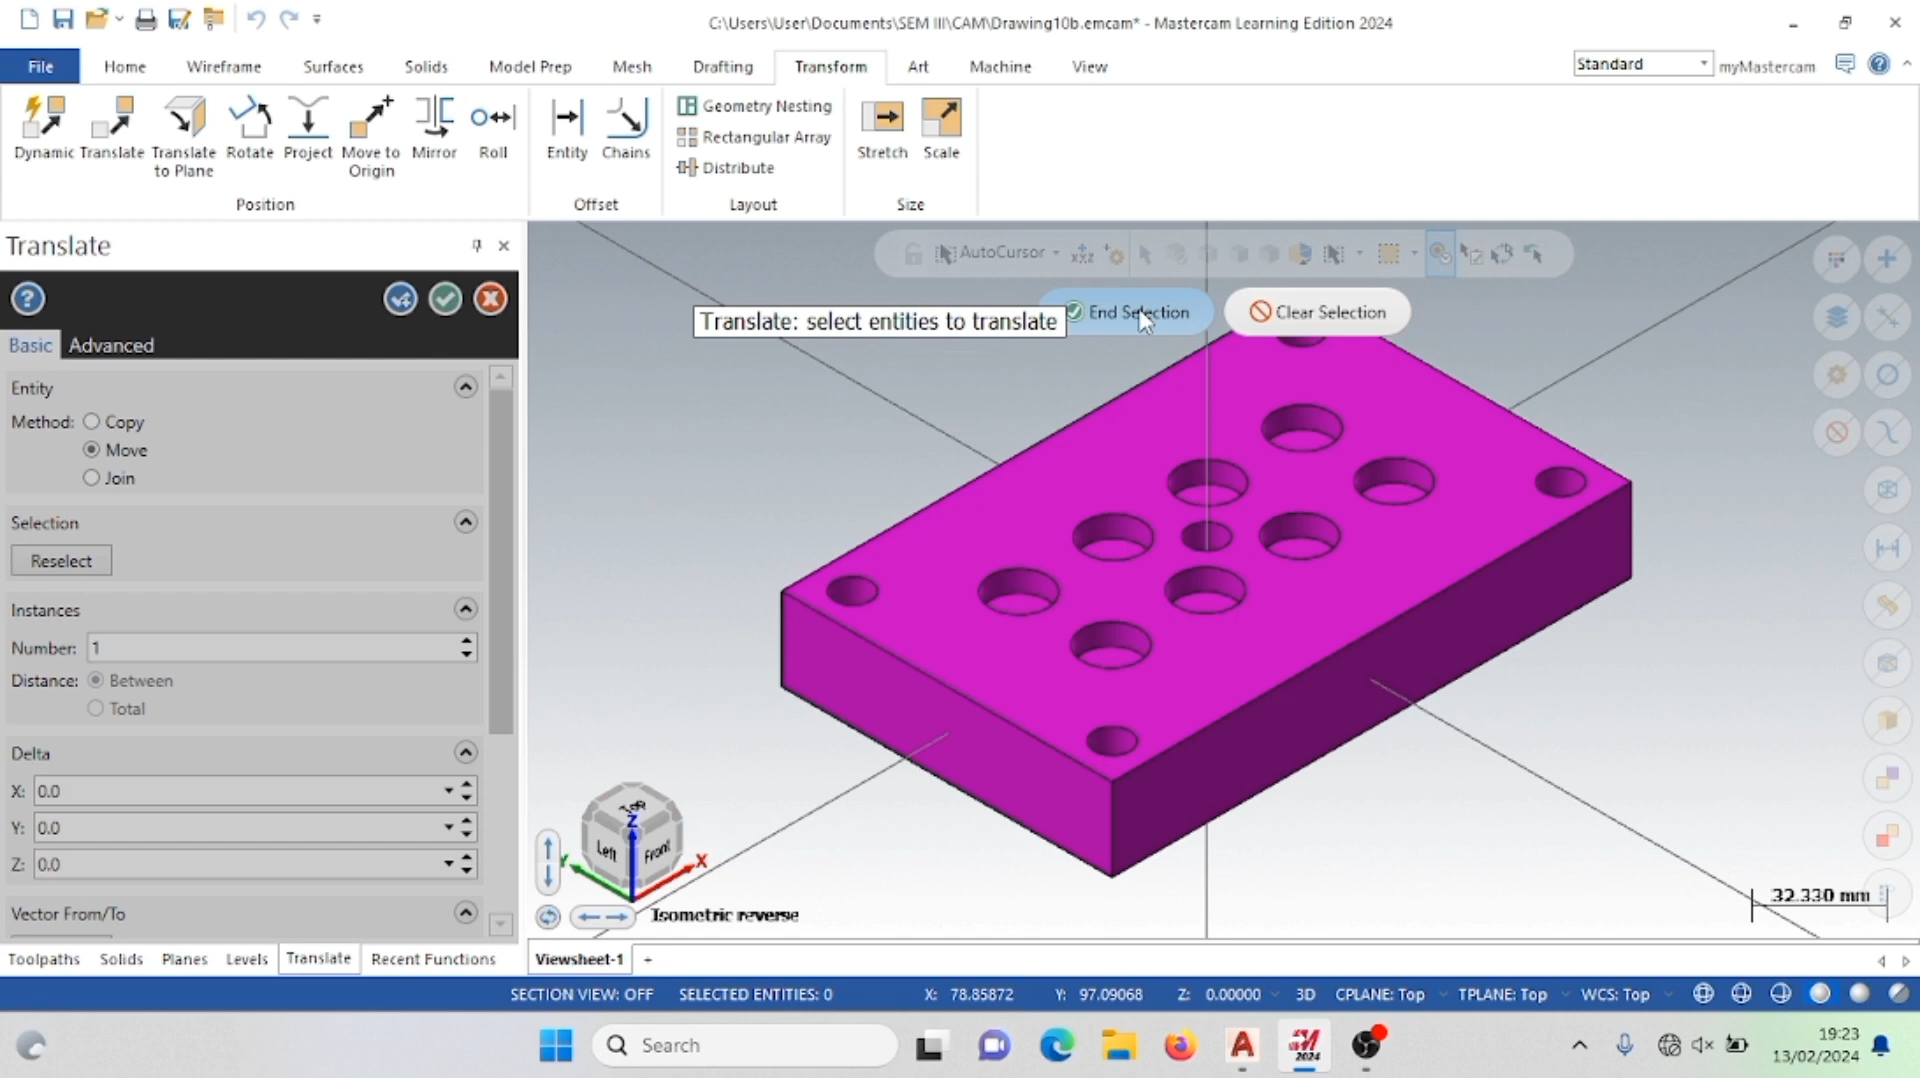 C:\Users\User\Documents\SEM III\CAM\Drawing10b.emcam* - Mastercam Learning Edition 2024
File Home Wireframe Surfaces Solids Model Prep Mesh Drafting Transform Art Machine View Standard myMastercam
Dynamic Translate Translate to Plane Rotate Project Move to Origin Mirror Roll
Position
Entity Chains
Offset
Geometry Nesting
Rectangular Array
Distribute
Layout
Stretch Scale
Size
Translate
Basic Advanced
Entity
Method: Copy
Move
Join
Selection
Reselect
Instances
Number: 1
Distance: Between
Total
Delta
X: 0.0
Y: 0.0
Z: 0.0
Vector From/To
AutoCursor
Translate: select entities to translate
End Selection
Clear Selection
Left
Front
Z
X
Isometric reverse
32.330 mm
Toolpaths Solids Planes Levels Translate Recent Functions
Viewsheet-1 +
SECTION VIEW: OFF SELECTED ENTITIES: 0 X: 78.85872 Y: 97.09068 Z: 0.00000 3D CPLANE: Top TPLANE: Top WCS: Top
Search
2024
19:23
13/02/2024